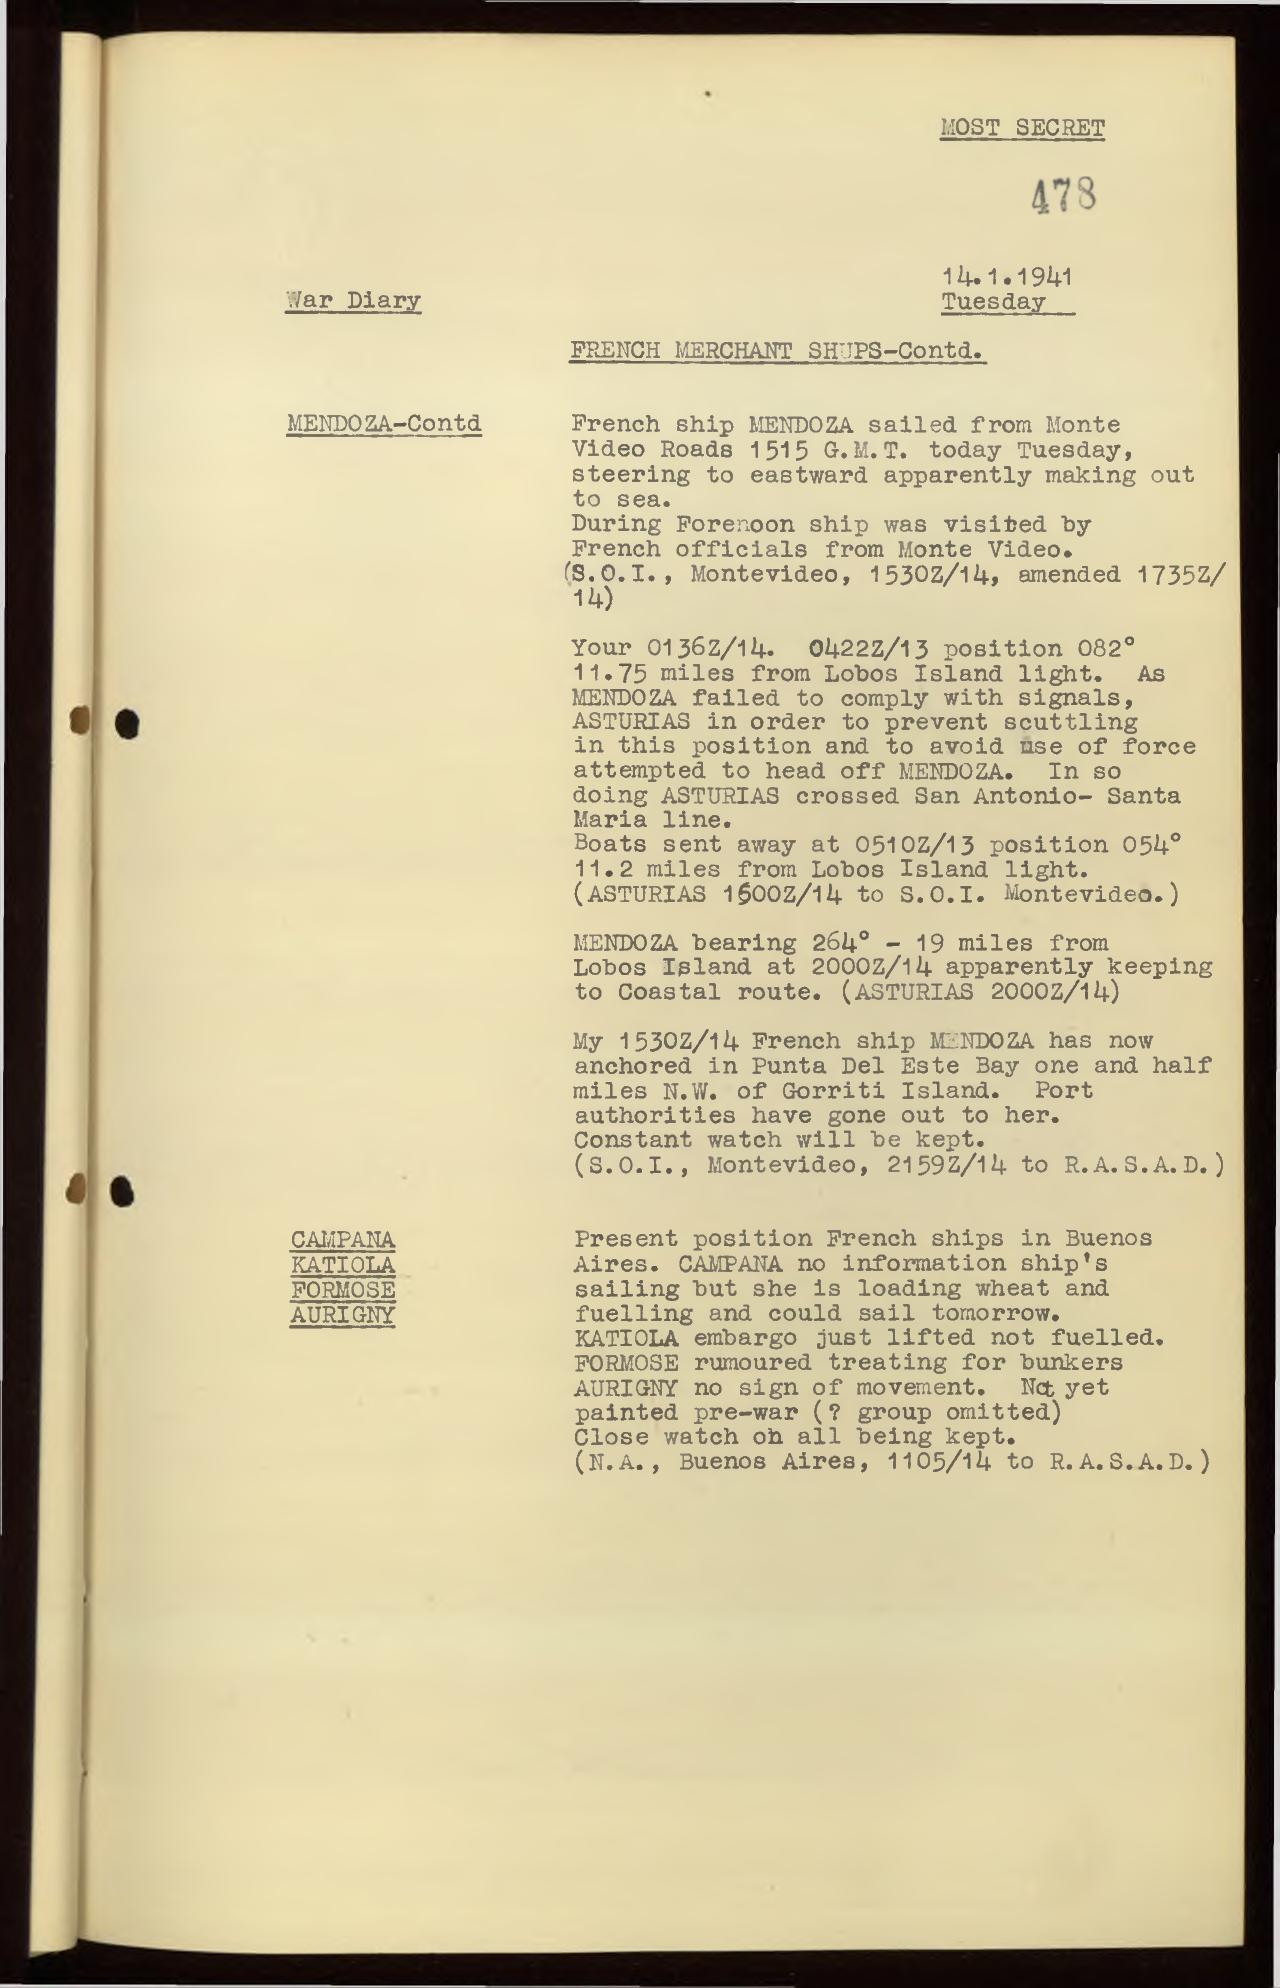 MOST SECRET
478
14.1.1941
War Diary
Tuesday
FRENCH MERCHANT SHUPS-Contd.
MENDOZA-Contd
French ship MENDOZA sailed from Monte
Video Roads 1515 G.M.T. today Tuesday,
steering to eastward apparently making out
to sea.
During Forenoon ship was visited by
French officials from Monte Video.
(S.O.I., Montevideo, 1530Z/14, amended 1735Z/
14)
Your 0136Z/14. 0422Z/13 position 082°
11.75 miles from Lobos Island light. As
MENDOZA failed to comply with signals,
ASTURIAS in order to prevent scuttling
in this position and to avoid use of force
attempted to head off MENDOZA. In so
doing ASTURIAS crossed San Antonio- Santa
Maria line.
Boats sent away at 0510Z/13 position 054°
11.2 miles from Lobos Island light.
(ASTURIAS to S.O.I. Montevideo.)
MENDOZA bearing 264° - 19 miles from
Lobos Island at 2000Z/14 apparently keeping
to Coastal route. (ASTURIAS 2000Z/14)
My 1530Z/14 French ship MENDOZA has now
anchored in Punta Del Este Bay one and half
miles N.W. of Gorriti Island. Port
authorities have gone out to her.
Constant watch will be kept.
(S.O.I., Montevideo, 2159Z/14 to R.A.S.A.D.)
CAMPANA
KATIOLA
FORMOSE
AURIGNY
Present position French ships in Buenos
Aires. CAMPANA no information ship's
sailing but she is loading wheat and
fuelling and could sail tomorrow.
KATIOLA embargo just lifted not fuelled.
FORMOSE rumoured treating for bunkers
AURIGNY no sign of movement. Not yet
painted pre-war (? group omitted)
Close watch on all being kept.
(N.A., Buenos Aires, 1105/14 to R.A.S.A.D.)